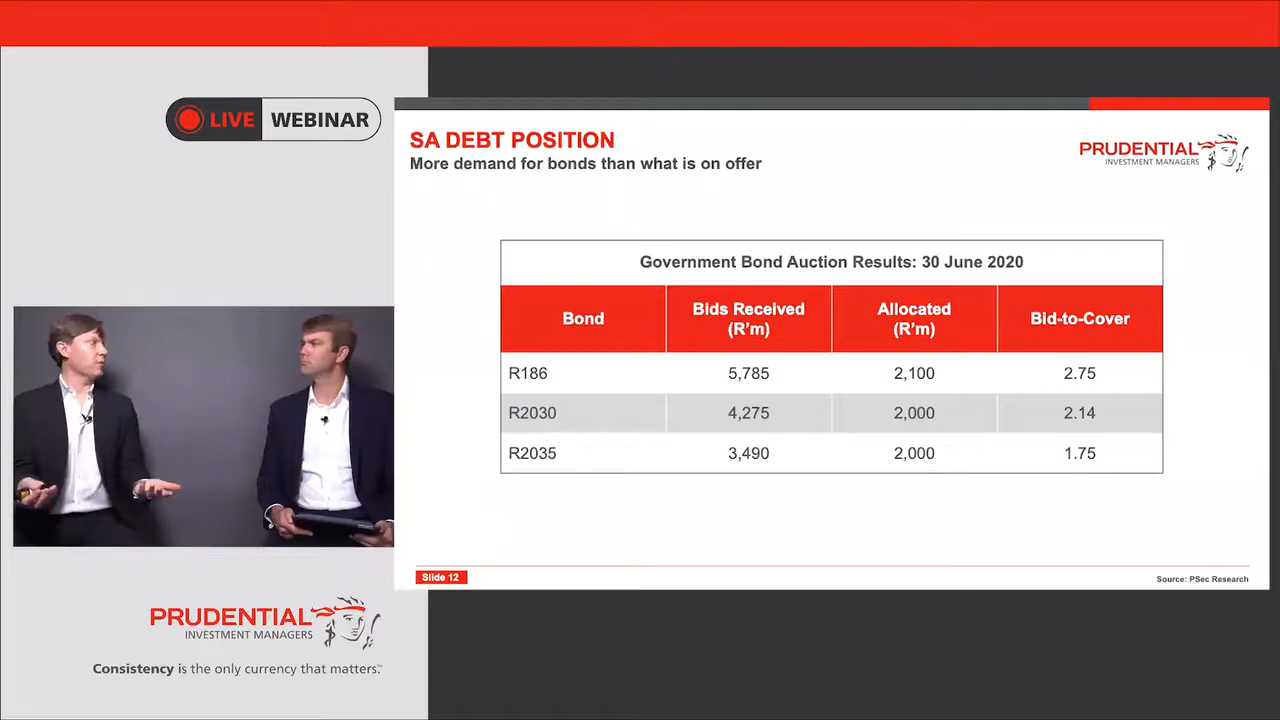 LIVE WEBINAR
SA DEBT POSITION
More demand for bonds than what is on offer
PRUDENTIAL
INVESTMENT MANAGERS
Government Bond Auction Results: 30 June 2020
Bond
Bids Received
(R'm)
Allocated
(R'm)
Bid-to-Cover
R186 5,785 2,100 2.75
R2030 4,275 2,000 2.14
R2035 3,490 2,000 1.75
Slide 12
Source: PSec Research
PRUDENTIAL
INVESTMENT MANAGERS
Consistency is the only currency that matters.™